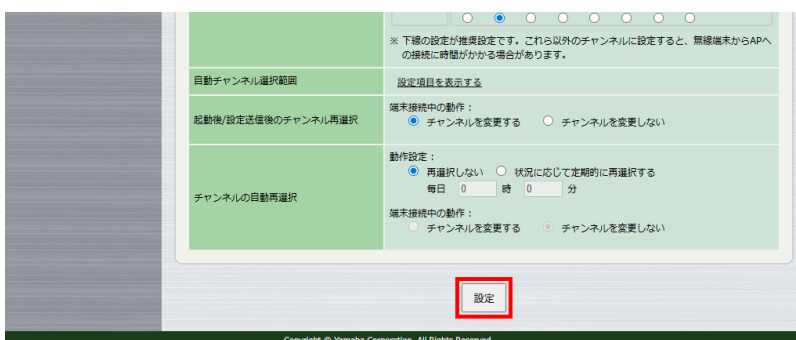 ※ 下線の設定が推奨設定です。これら以外のチャンネルに設定すると、無線端末からAPへ
の接続に時間がかかる場合があります。
自動チャンネル選択範囲
設定項目を表示する
起動後/設定送信後のチャンネル再選択
端末接続中の動作：
チャンネルを変更する チャンネルを変更しない
チャンネルの自動再選択
動作設定：
再選択しない 状況に応じて定期的に再選択する
毎日 0 時 0 分
端末接続中の動作：
チャンネルを変更する チャンネルを変更しない
設定
Copyright © Yamaha Corporation. All Rights Reserved.